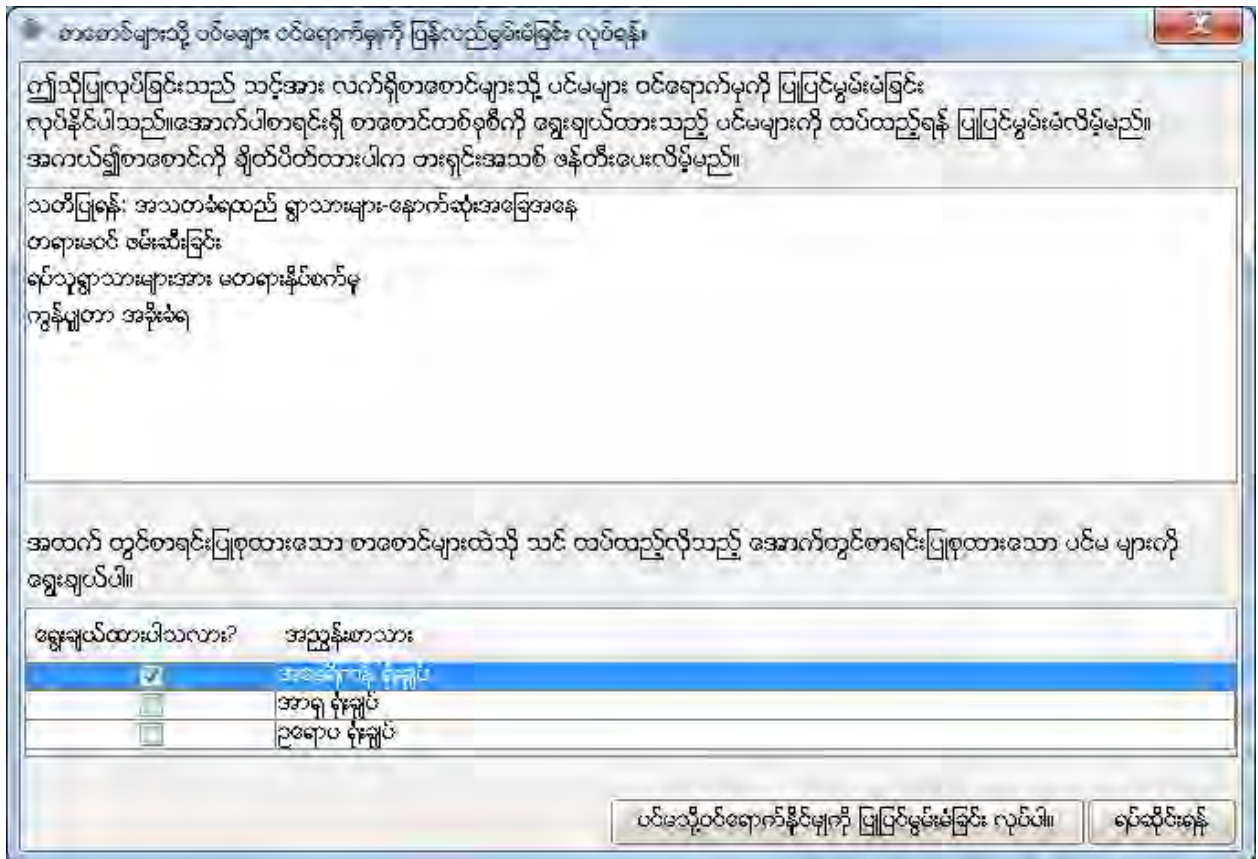 စာစောင်များသို့ ပင်မများ ဝင်ရောက်မှုကို ပြန်လည်မွမ်းမံခြင်း လုပ်ရန်။
ဤသို့ပြုလုပ်ခြင်းသည် သင့်အား လက်ရှိစာစောင်များသို့ ပင်မများ ဝင်ရောက်မှုကို ပြုပြင်မွမ်းမံခြင်း
လုပ်နိုင်ပါသည်။အောက်ပါစာရင်းရှိ စာစောင်တစ်ခုစီကို ရွေးချယ်ထားသည့် ပင်မများကို ထပ်ထည့်ရန် ပြုပြင်မွမ်းမံလိမ့်မည်။
အကယ်၍စာစောင်ကို ချိတ်ပိတ်ထားပါက ဗားရှင်းအသစ် ဖန်တီးပေးလိမ့်မည်။
သတိပြုရန်: အသတခံရထည် ရွာသားများ-နောက်ဆုံးအခြေအနေ
တရားမဝင် ဖမ်းဆီးခြင်း
ရပ်သူရွာသားများအား မတရားနှိပ်စက်မှု
ကွန်ပျူတာ အခိုးခံရ
အထက် တွင်စာရင်းပြုစုထားသော စာစောင်များထဲသို့ သင် ထပ်ထည့်လိုသည့် အောက်တွင်စာရင်းပြုစုထားသော ပင်မ များကို
ရွေးချယ်ပါ။
ရွေးချယ်ထားပါသလား? အညွှန်းစာသား
အမေရိကန် ရုံးချုပ်
အာရှ ရုံးချုပ်
ဥရောပ ရုံးချုပ်
ပင်မသို့ဝင်ရောက်နိုင်မှုကို ပြုပြင်မွမ်းမံခြင်း လုပ်ပါ။ ရပ်ဆိုင်းရန်